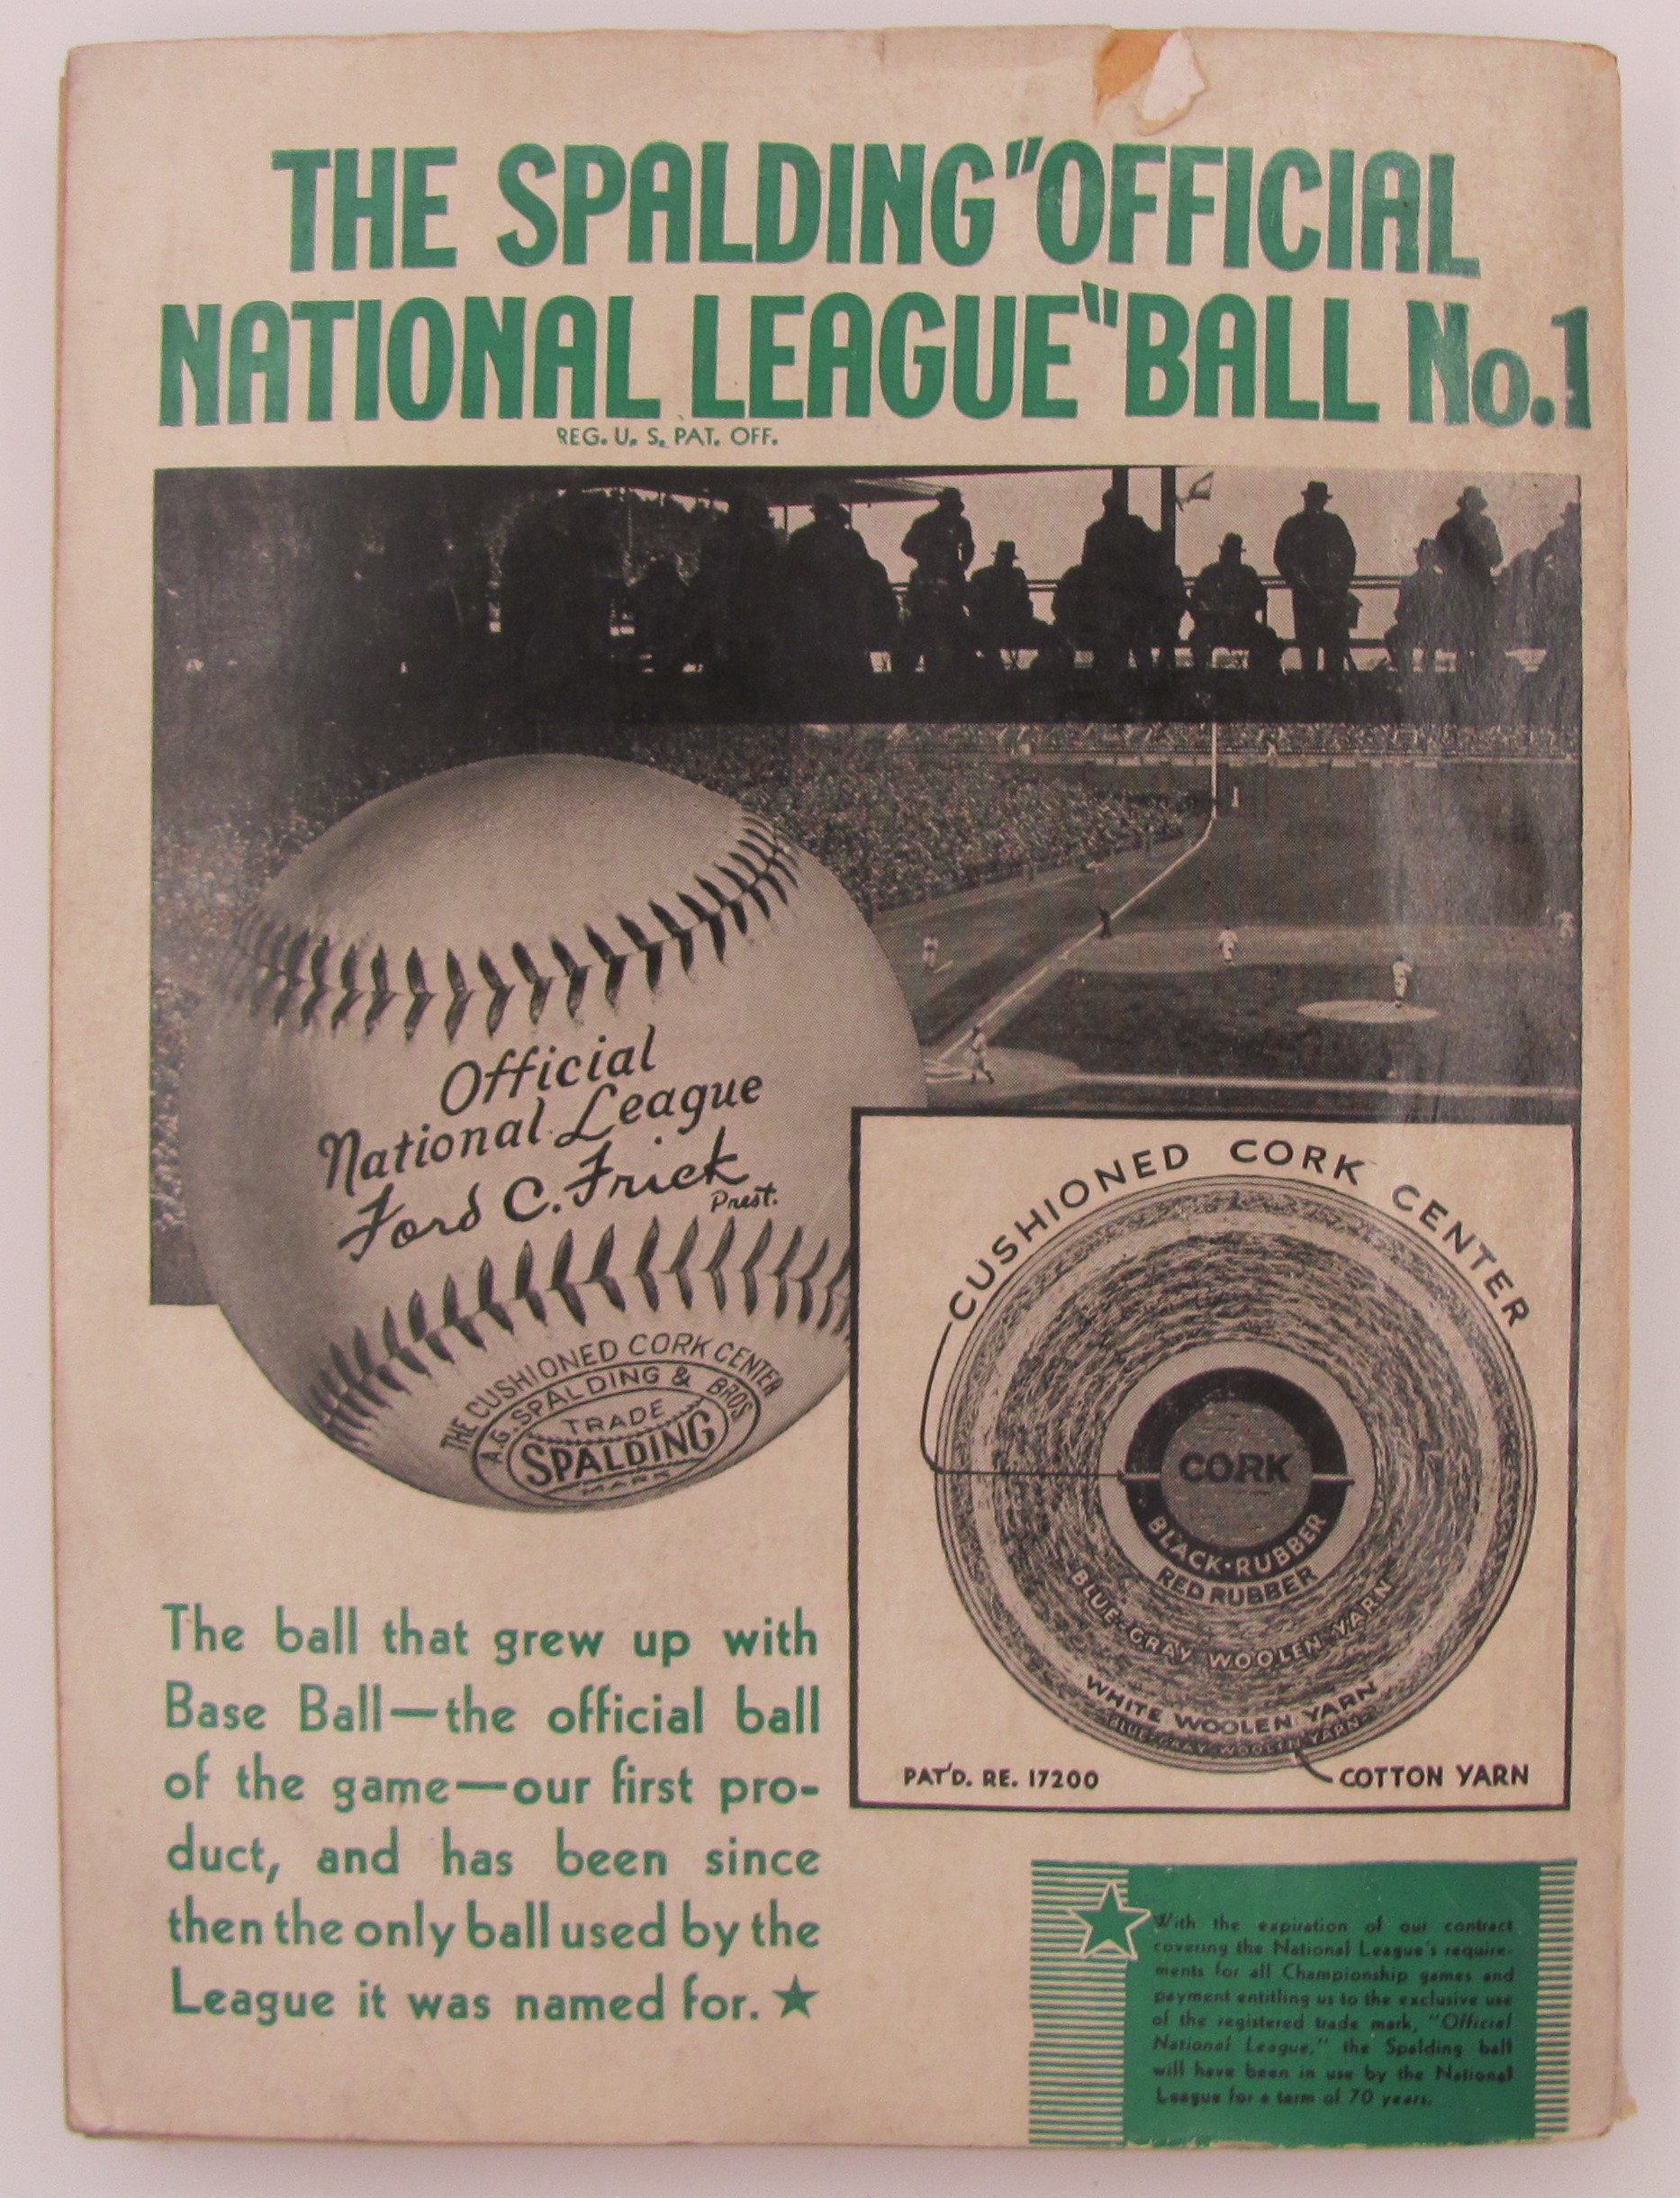 THE SPALDING "OFFICIAL
NATIONAL LEAGUE" BALL No.1
REG. U. S. PAT. OFF.
Official
National League
Ford C. Frick
Prest.
THE CUSHIONED CORK CENTER
A.G. SPALDING & BROS
TRADE
SPALDING
MARK
CUSHIONED CORK CENTER
CORK
BLACK·RUBBER
RED RUBBER
BLUE-GRAY WOOLEN YARN
WHITE WOOLEN YARN
BLUE-GRAY WOOLEN YARN
PAT'D. RE. 17200
COTTON YARN
The ball that grew up with
Base Ball—the official ball
of the game—our first pro-
duct, and has been since
then the only ball used by the
League it was named for. ★
With the expiration of our contract
covering the National League's require-
ments for all Championship games and
payment entitling us to the exclusive use
of the registered trade mark, "Official
National League," the Spalding ball
will have been in use by the National
League for a term of 70 years.